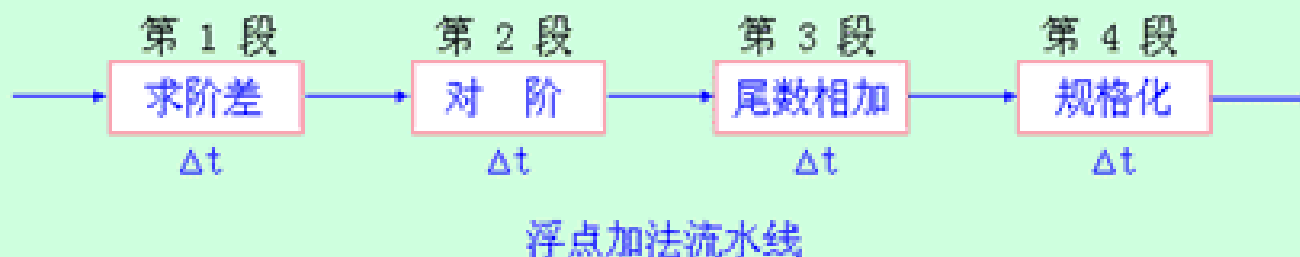 第 1 段 第 2 段 第 3 段 第 4 段
求阶差 对 阶 尾数相加 规格化
Δt Δt Δt Δt
浮点加法流水线